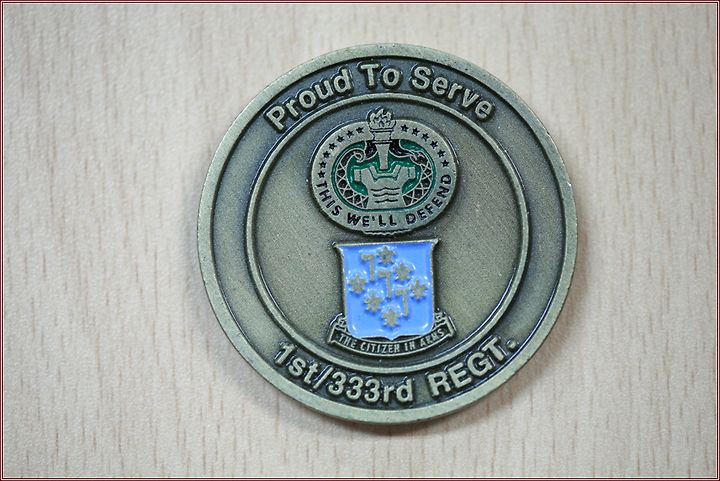 Proud To Serve
THIS WE'LL DEFEND
THE CITIZEN IN ARMS
1st/333rd REGT.